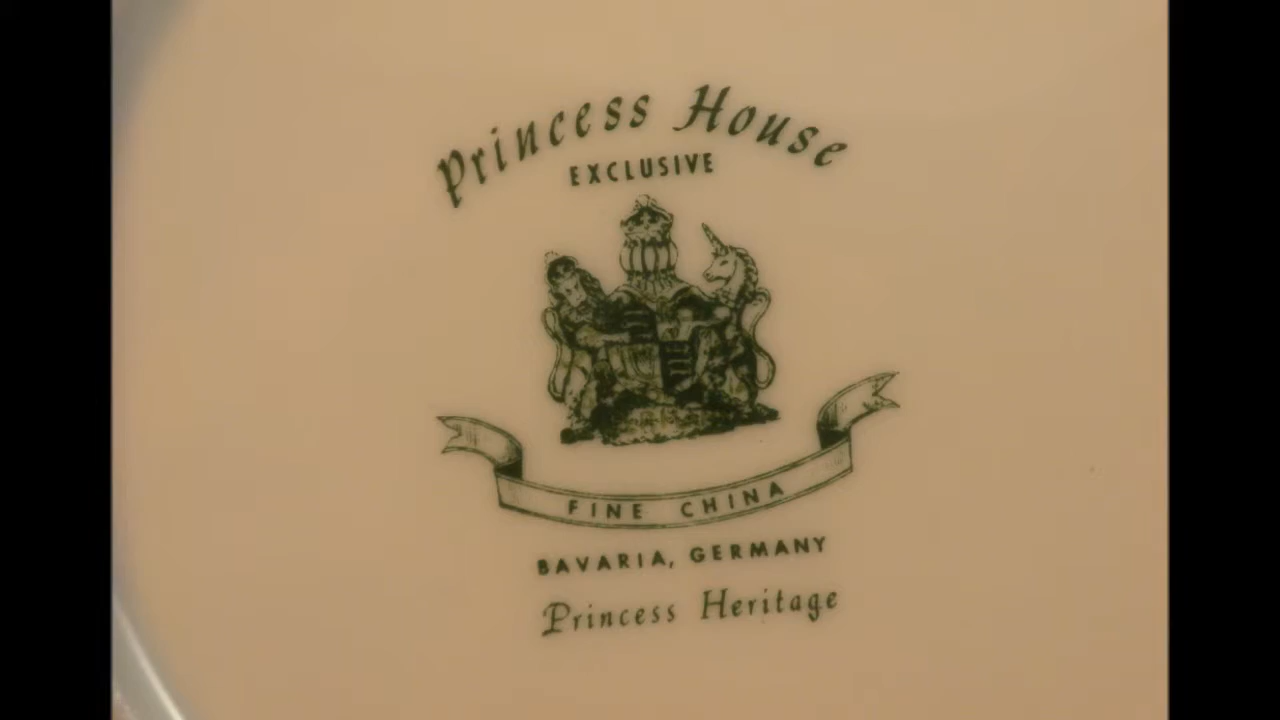 Princess House
EXCLUSIVE
FINE CHINA
BAVARIA, GERMANY
Princess Heritage